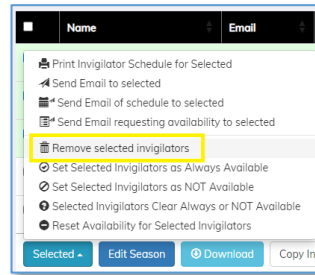 Name Email
Print Invigilator Schedule for Selected
Send Email to selected
Send Email of schedule to selected
Send Email requesting availability to selected
Remove selected invigilators
Set Selected Invigilators as Always Available
Set Selected Invigilators as NOT Available
Selected Invigilators Clear Always or NOT Available
Reset Availability for Selected Invigilators
Selected Edit Season Download Copy In